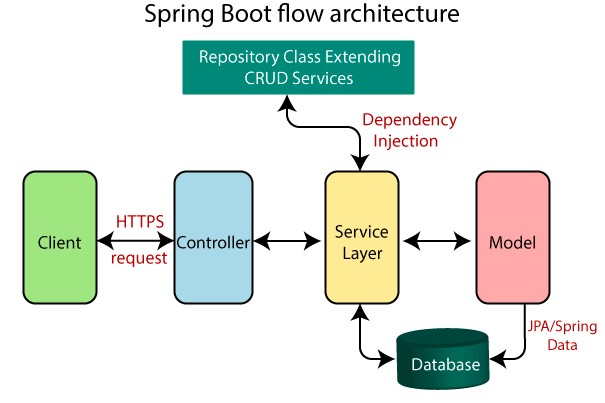 Spring Boot flow architecture
Repository Class Extending
CRUD Services
Dependency
Injection
Client
HTTPS
request
Controller
Service
Layer
Model
JPA/Spring
Data
Database